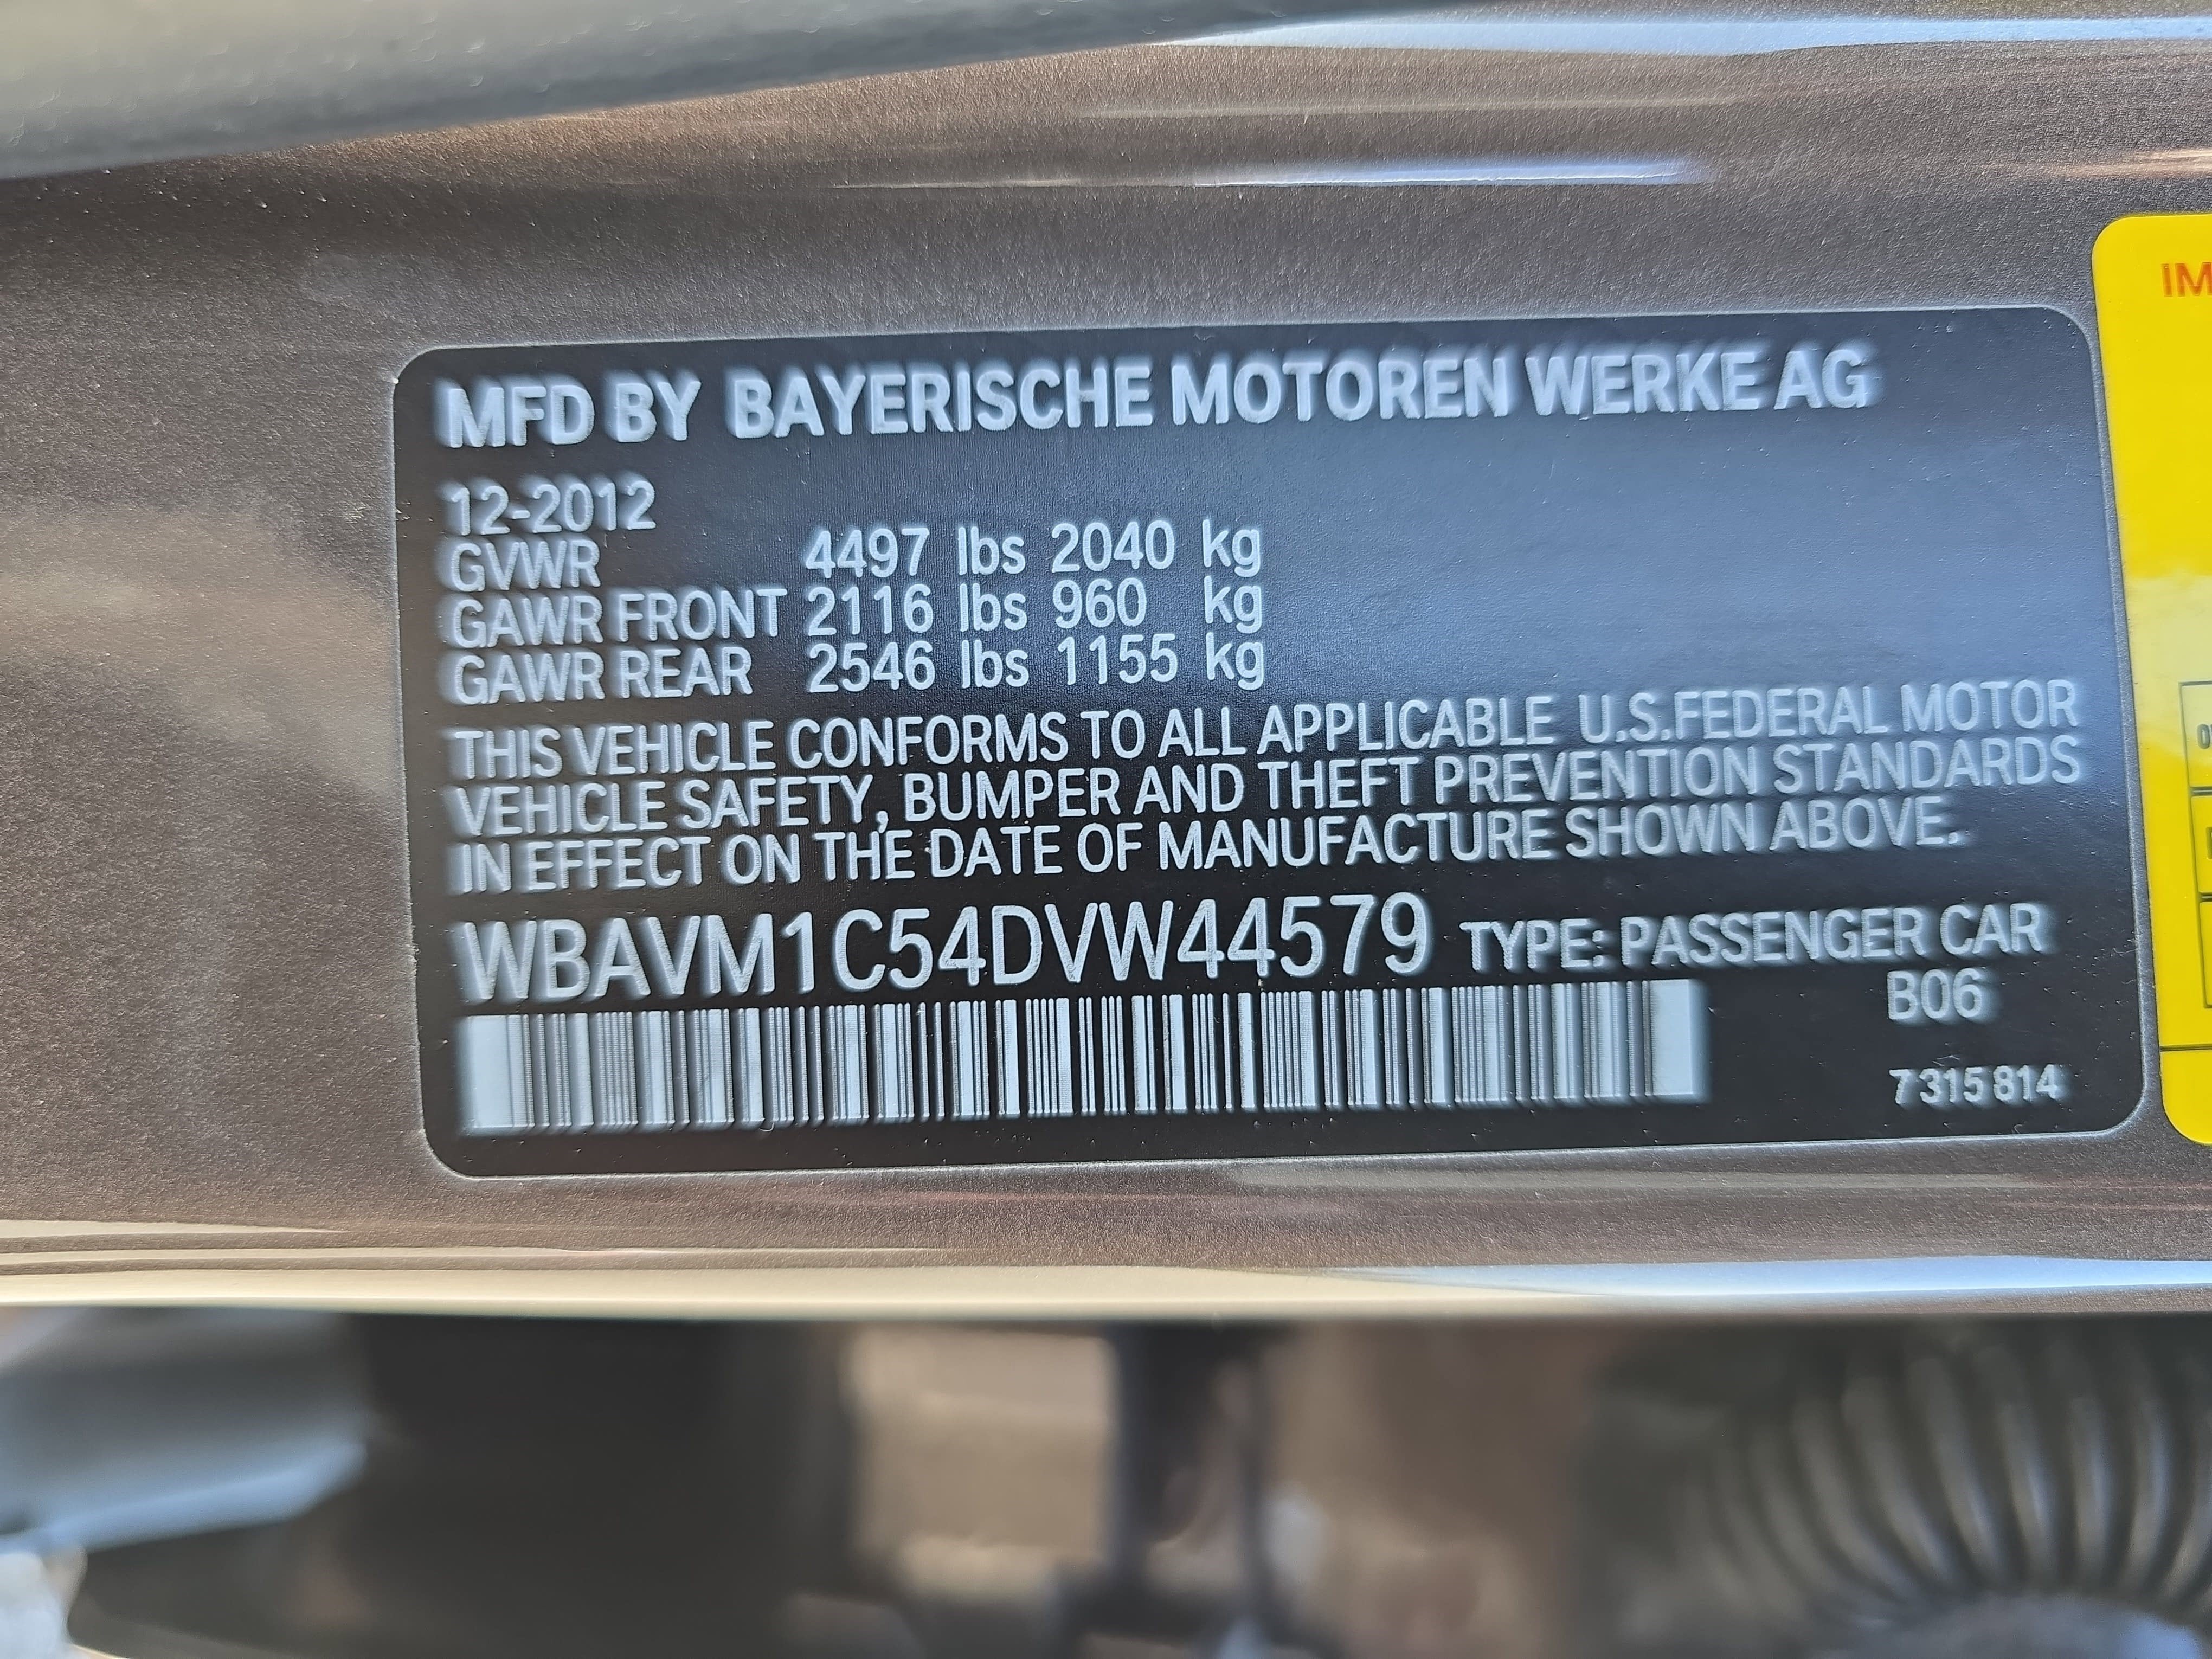 MFD BY BAYERISCHE MOTOREN WERKE AG
12-2012
GVWR 4497 lbs 2040 kg
GAWR FRONT 2116 lbs 960 kg
GAWR REAR 2546 lbs 1155 kg
THIS VEHICLE CONFORMS TO ALL APPLICABLE U.S.FEDERAL MOTOR
VEHICLE SAFETY, BUMPER AND THEFT PREVENTION STANDARDS
IN EFFECT ON THE DATE OF MANUFACTURE SHOWN ABOVE.
WBAVM1C54DVW44579 TYPE: PASSENGER CAR
B06
7315814
IM